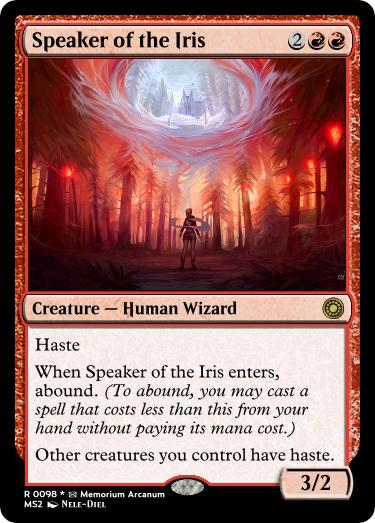 Speaker of the Iris 2
Creature — Human Wizard
Haste
When Speaker of the Iris enters,
abound. (To abound, you may cast a
spell that costs less than this from your
hand without paying its mana cost.)
Other creatures you control have haste.
3/2
R 0098 * Memorium Arcanum
MS2 Nele-Diel